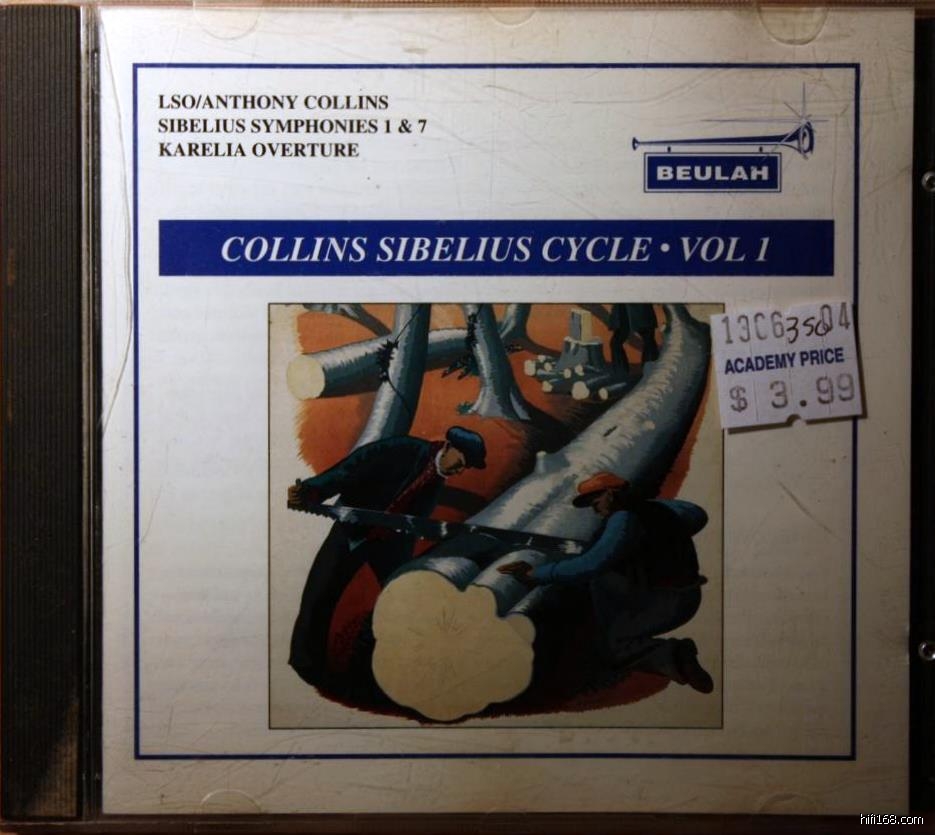 LSO/ANTHONY COLLINS
SIBELIUS SYMPHONIES 1 & 7
KARELIA OVERTURE
BEULAH
COLLINS SIBELIUS CYCLE • VOL 1
13C6 04
350
ACADEMY PRICE
$ 3.99
hifi168.com